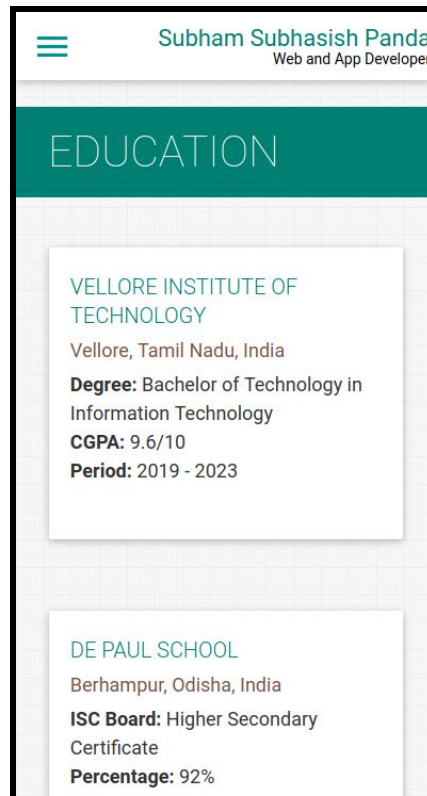 Subham Subhasish Panda
Web and App Developer
EDUCATION
VELLORE INSTITUTE OF
TECHNOLOGY
Vellore, Tamil Nadu, India
Degree: Bachelor of Technology in
Information Technology
CGPA: 9.6/10
Period: 2019 - 2023
DE PAUL SCHOOL
Berhampur, Odisha, India
ISC Board: Higher Secondary
Certificate
Percentage: 92%